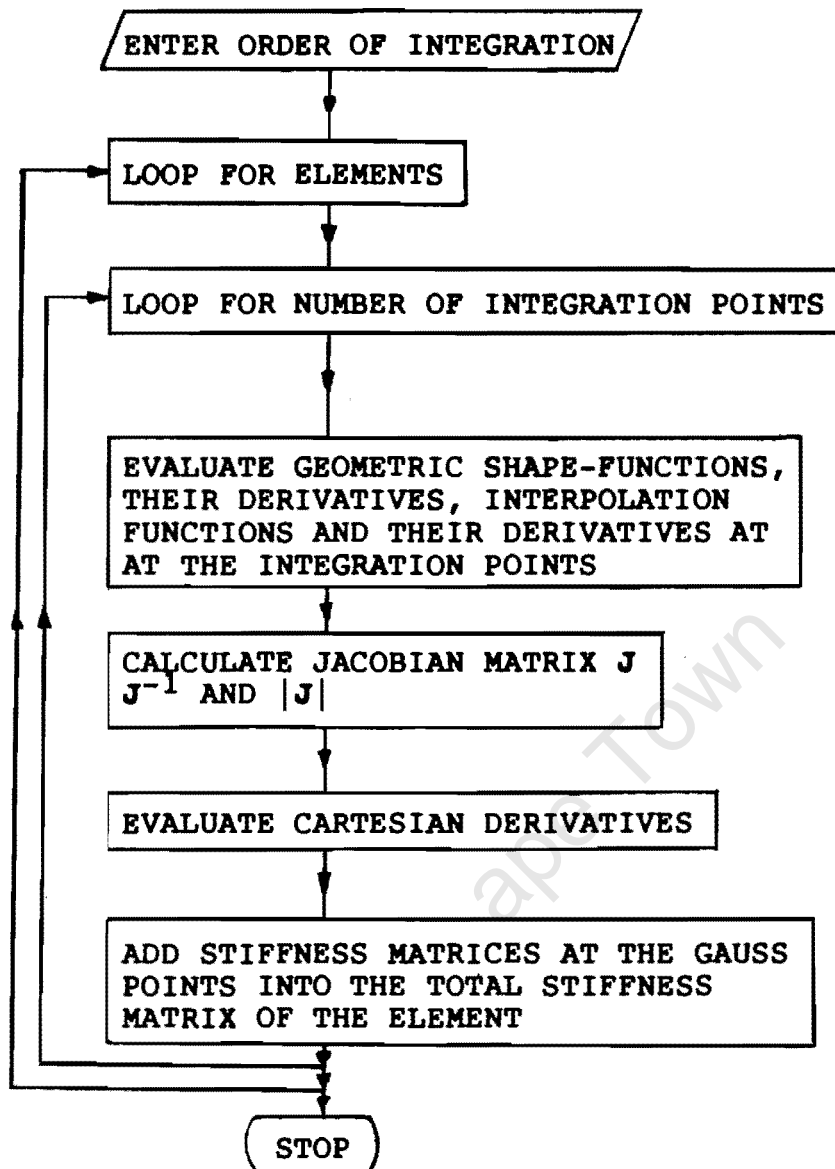 ENTER ORDER OF INTEGRATION
LOOP FOR ELEMENTS
LOOP FOR NUMBER OF INTEGRATION POINTS
EVALUATE GEOMETRIC SHAPE-FUNCTIONS,
THEIR DERIVATIVES, INTERPOLATION
FUNCTIONS AND THEIR DERIVATIVES AT
AT THE INTEGRATION POINTS
CALCULATE JACOBIAN MATRIX J
J⁻¹ AND |J|
EVALUATE CARTESIAN DERIVATIVES
ADD STIFFNESS MATRICES AT THE GAUSS
POINTS INTO THE TOTAL STIFFNESS
MATRIX OF THE ELEMENT
STOP
ape Town